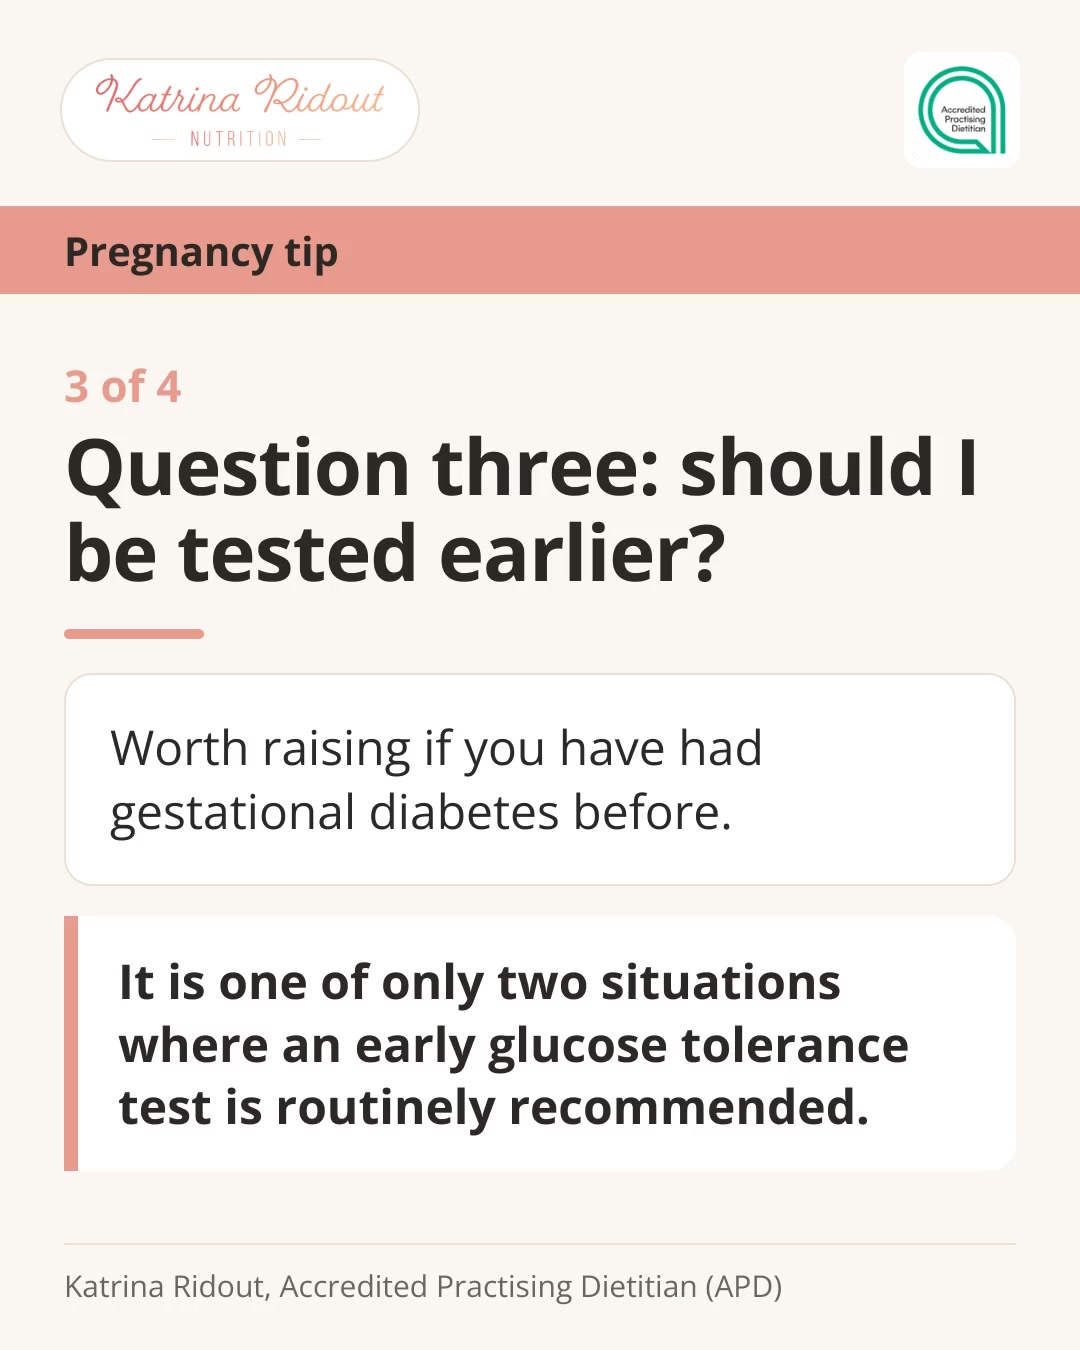 Katrina Ridout
NUTRITION
Accredited
Practising
Dietitian
Pregnancy tip
3 of 4
Question three: should I
be tested earlier?
Worth raising if you have had
gestational diabetes before.
It is one of only two situations
where an early glucose tolerance
test is routinely recommended.
Katrina Ridout, Accredited Practising Dietitian (APD)